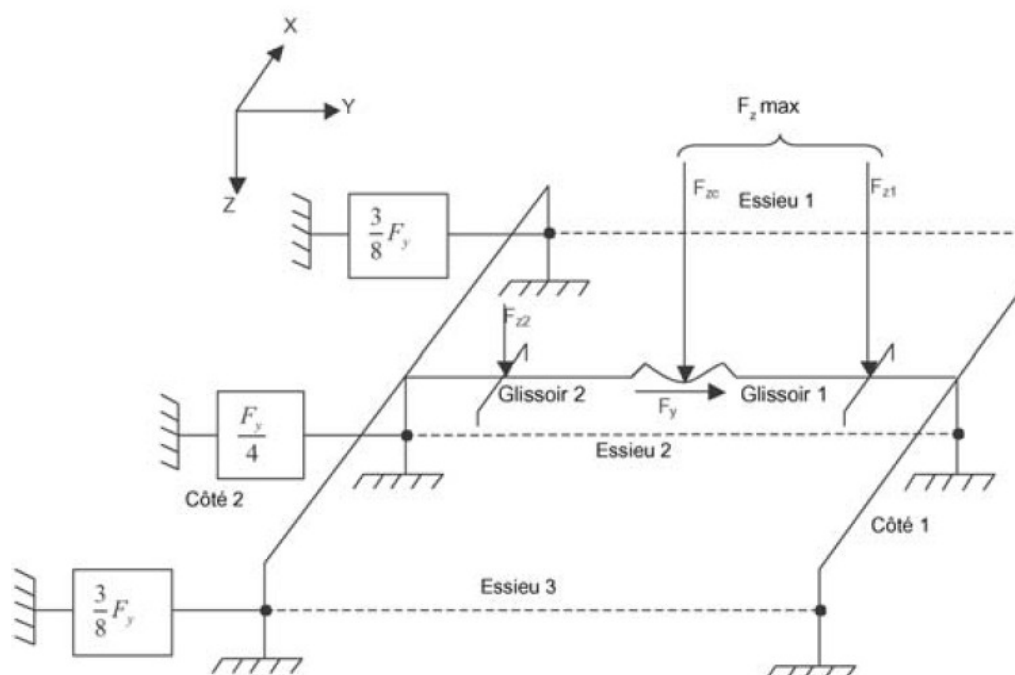 X
Y
Z
F_z max
F_zc
Essieu 1
F_z1
3/8 F_y
F_z2
Glissoir 2
F_y
Glissoir 1
F_y/4
Essieu 2
Côté 2
Côté 1
Essieu 3
3/8 F_y